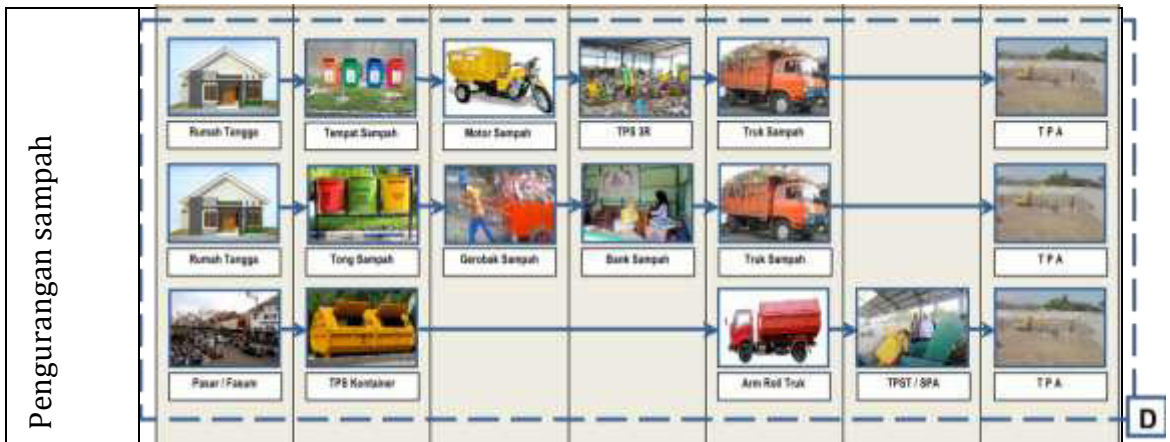 Pengurangan sampah
Rumah Tangga
Tempat Sampah
Motor Sampah
TPS 3R
Truk Sampah
T P A
Rumah Tangga
Tong Sampah
Gerobak Sampah
Bank Sampah
Truk Sampah
T P A
Pasar / Fasum
TPS Kontainer
Arm Roll Truk
TPST / SPA
T P A
D